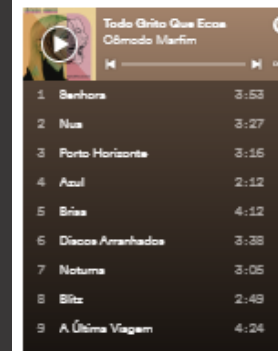 Todo Grito Que Ecoa
Cômodo Marfim
1 Senhora 3:53
2 Nua 3:27
3 Porto Horizonte 3:16
4 Azul 2:12
5 Brisa 4:12
6 Discos Arranhados 3:38
7 Noturna 3:05
8 Blitz 2:49
9 A Última Viagem 4:24